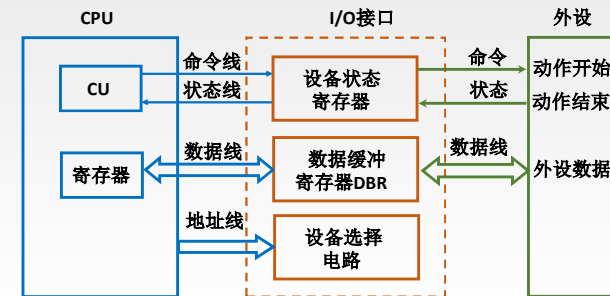 CPU
I/O接口
外设
命令线
命令
CU
设备状态
寄存器
动作开始
状态线
状态
动作结束
数据线
数据线
寄存器
数据缓冲
寄存器DBR
外设数据
地址线
设备选择
电路